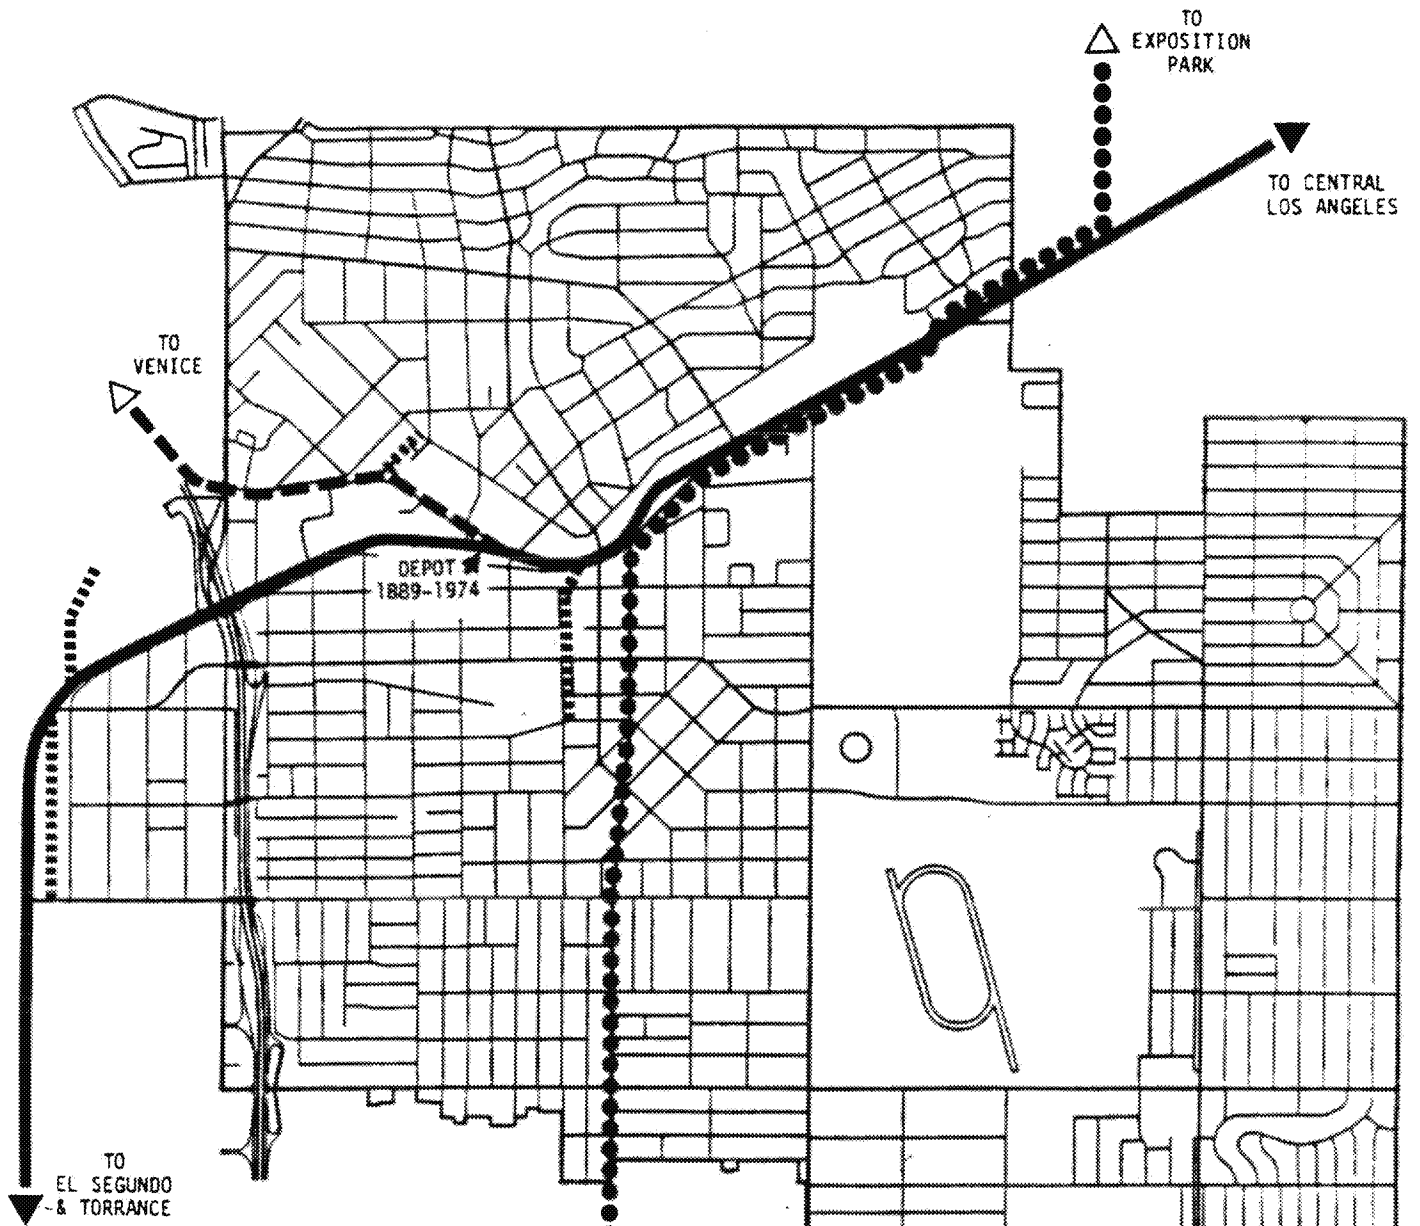 TO
EXPOSITION
PARK
TO CENTRAL
LOS ANGELES
TO
VENICE
DEPOT
1889-1974
TO
EL SEGUNDO
& TORRANCE